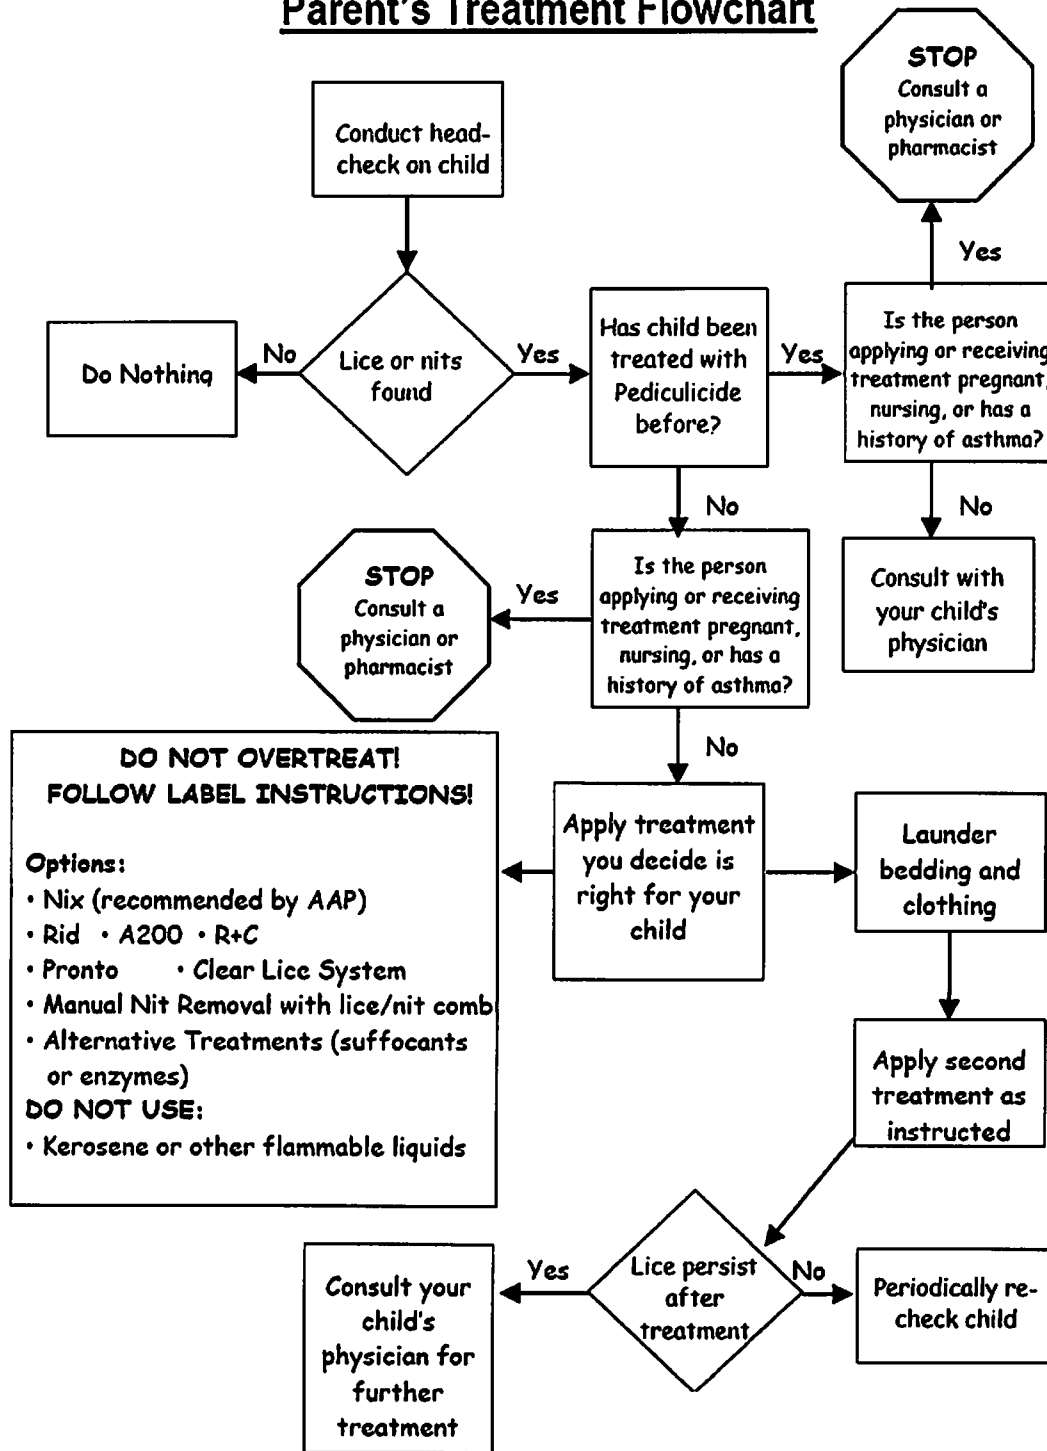 Parent's Treatment Flowchart
STOP
Consult a
physician or
pharmacist
Conduct head-
check on child
Yes
Do Nothing
No
Lice or nits
found
Yes
Has child been
treated with
Pediculicide
before?
Yes
Is the person
applying or receiving
treatment pregnant,
nursing, or has a
history of asthma?
No
No
STOP
Consult a
physician or
pharmacist
Yes
Is the person
applying or receiving
treatment pregnant,
nursing, or has a
history of asthma?
Consult with
your child's
physician
No
DO NOT OVERTREAT!
FOLLOW LABEL INSTRUCTIONS!
Options:
• Nix (recommended by AAP)
• Rid • A200 • R+C
• Pronto • Clear Lice System
• Manual Nit Removal with lice/nit comb
• Alternative Treatments (suffocants
or enzymes)
DO NOT USE:
• Kerosene or other flammable liquids
Apply treatment
you decide is
right for your
child
Launder
bedding and
clothing
Apply second
treatment as
instructed
Lice persist
after
treatment
Yes
No
Consult your
child's
physician for
further
treatment
Periodically re-
check child